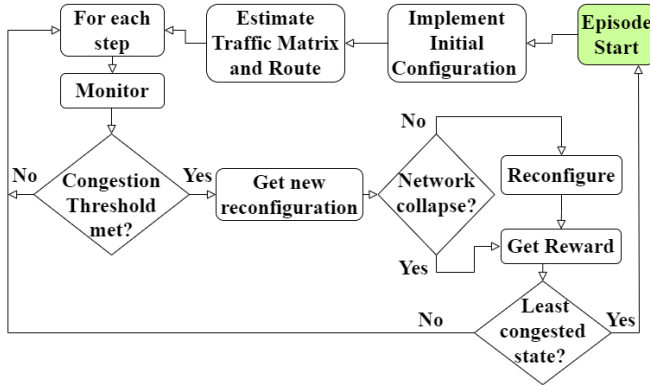 For each
step
Estimate
Traffic Matrix
and Route
Implement
Initial
Configuration
Episode
Start
Monitor
No
Congestion
Threshold
met?
Yes
Get new
reconfiguration
No
Network
collapse?
Yes
Reconfigure
Get Reward
No
Least
congested
state?
Yes